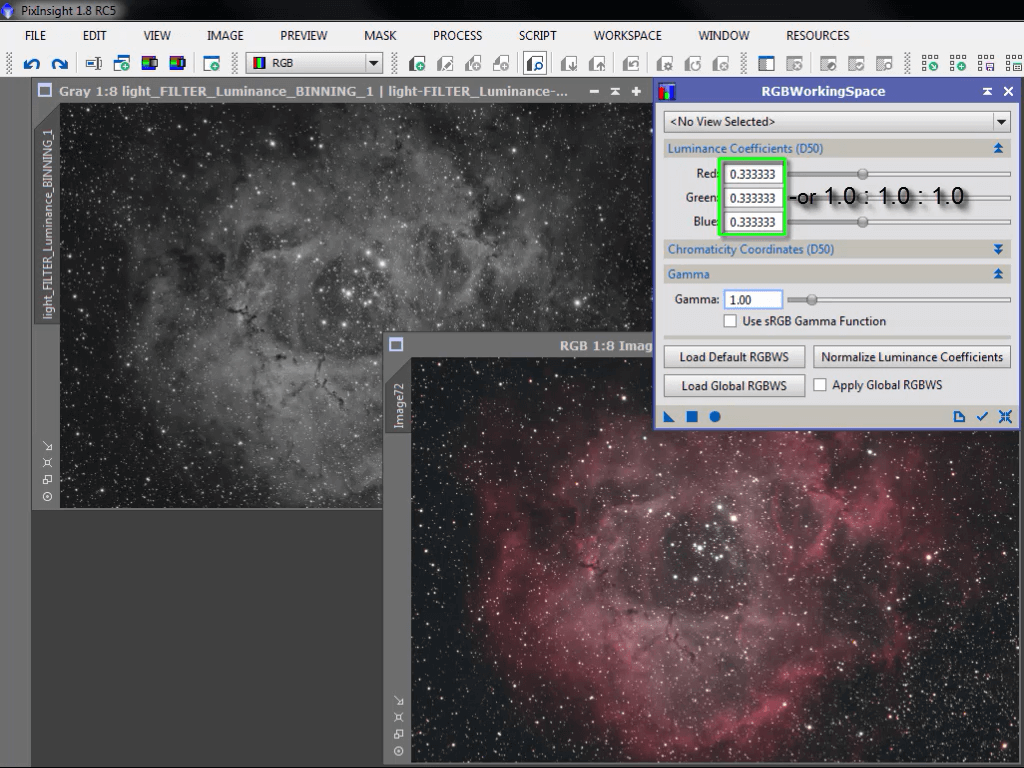 PixInsight 1.8 RC5
FILE EDIT VIEW IMAGE PREVIEW MASK PROCESS SCRIPT WORKSPACE WINDOW RESOURCES
RGB
Gray 1:8 light_FILTER_Luminance_BINNING_1 | light-FILTER_Luminance-...
light_FILTER_Luminance_BINNING_1
RGBWorkingSpace
<No View Selected>
Luminance Coefficients (D50)
Red: 0.333333
Green: 0.333333 -or 1.0 : 1.0 : 1.0
Blue: 0.333333
Chromaticity Coordinates (D50)
Gamma
Gamma: 1.00
Use sRGB Gamma Function
Load Default RGBWS Normalize Luminance Coefficients
Load Global RGBWS Apply Global RGBWS
RGB 1:8 Imag
Image72